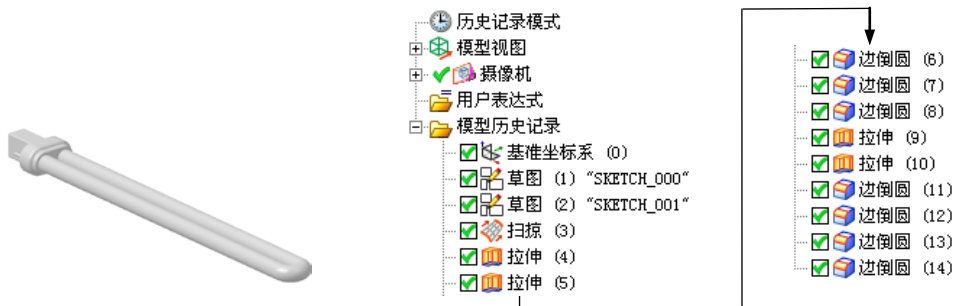 历史记录模式
模型视图
摄像机
用户表达式
模型历史记录
基准坐标系 (0)
草图 (1) "SKETCH_000"
草图 (2) "SKETCH_001"
扫掠 (3)
拉伸 (4)
拉伸 (5)
边倒圆 (6)
边倒圆 (7)
边倒圆 (8)
拉伸 (9)
拉伸 (10)
边倒圆 (11)
边倒圆 (12)
边倒圆 (13)
边倒圆 (14)